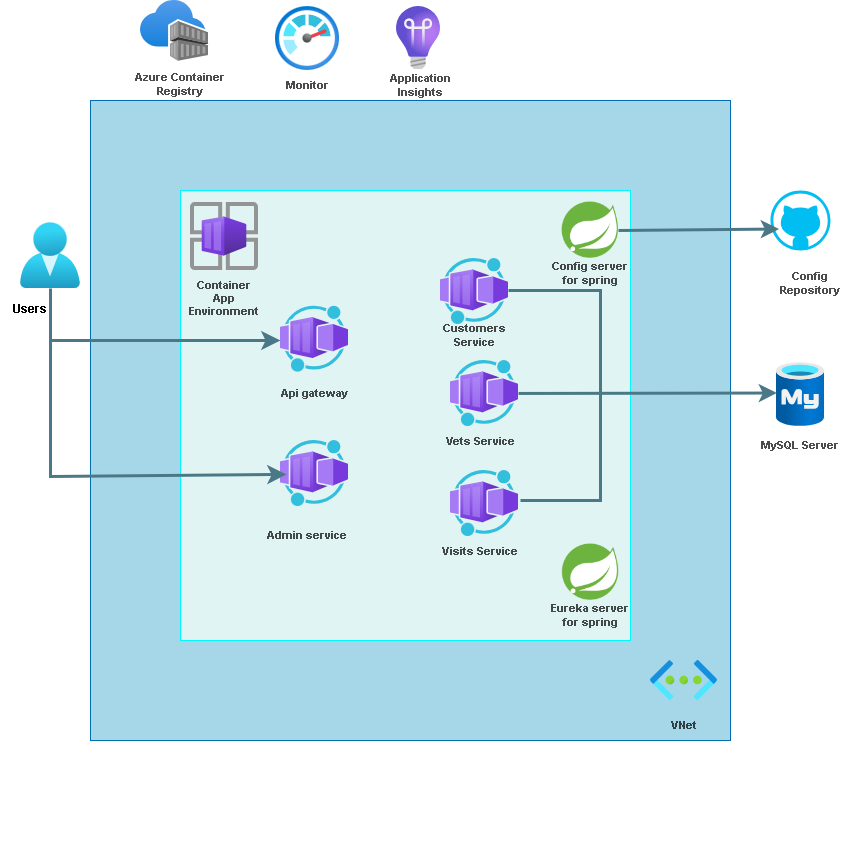 Azure Container
Registry
Monitor
Application
Insights
Container
App
Environment
Config server
for spring
Config
Repository
Users
Customers
Service
Api gateway
Vets Service
My
MySQL Server
Admin service
Visits Service
Eureka server
for spring
VNet